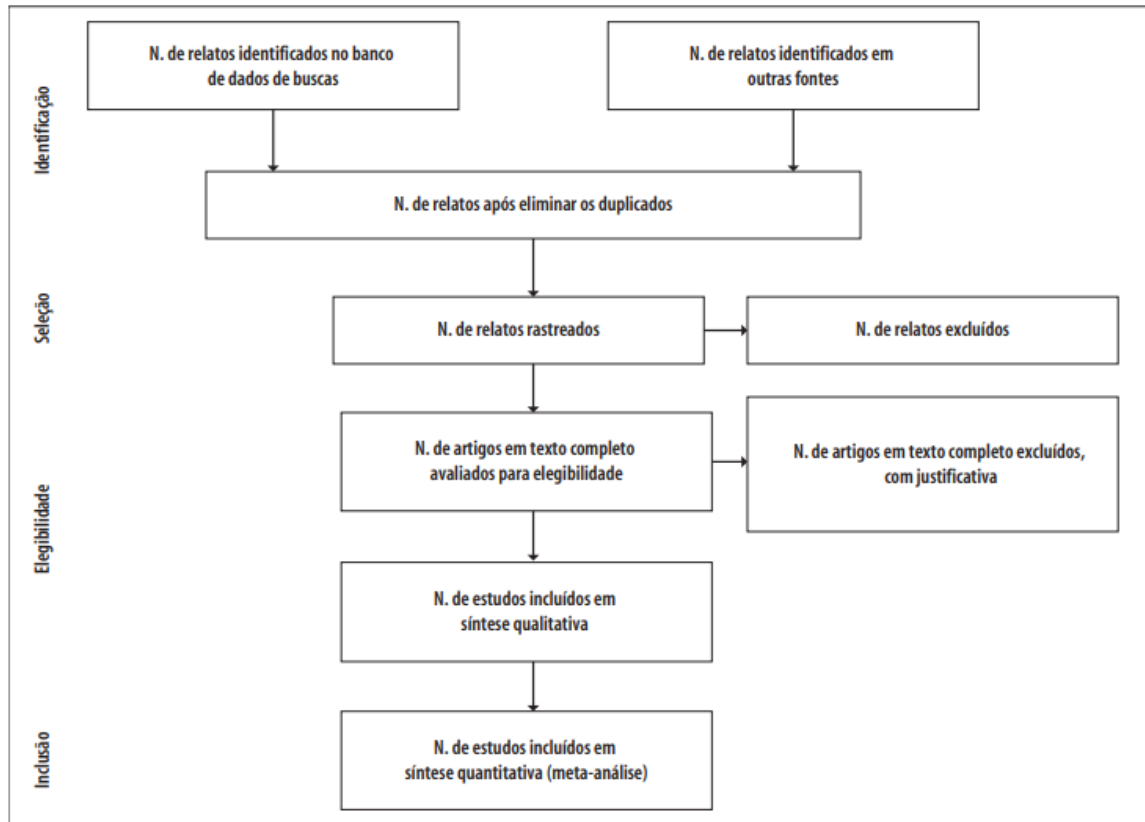 Identificação
N. de relatos identificados no banco
de dados de buscas
N. de relatos identificados em
outras fontes
N. de relatos após eliminar os duplicados
Seleção
N. de relatos rastreados
N. de relatos excluídos
Elegibilidade
N. de artigos em texto completo
avaliados para elegibilidade
N. de artigos em texto completo excluídos,
com justificativa
N. de estudos incluídos em
síntese qualitativa
Inclusão
N. de estudos incluídos em
síntese quantitativa (meta-análise)